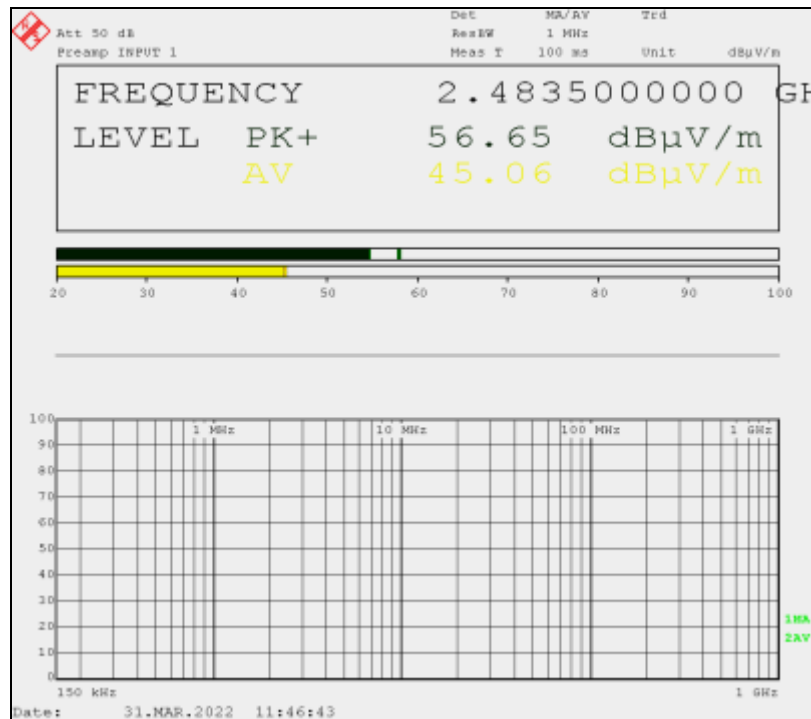 Det MA/AV Trd
Att 50 dB ResBW 1 MHz
Preamp INPUT 1 Meas T 100 ms Unit dBµV/m
FREQUENCY 2.4835000000 GH
LEVEL PK+ 56.65 dBµV/m
AV 45.06 dBµV/m
20 30 40 50 60 70 80 90 100
100
1 MHz 10 MHz 100 MHz 1 GHz
90
80
70
60
50
40
30
20
1MA
2AV
10
0
150 kHz 1 GHz
Date: 31.MAR.2022 11:46:43